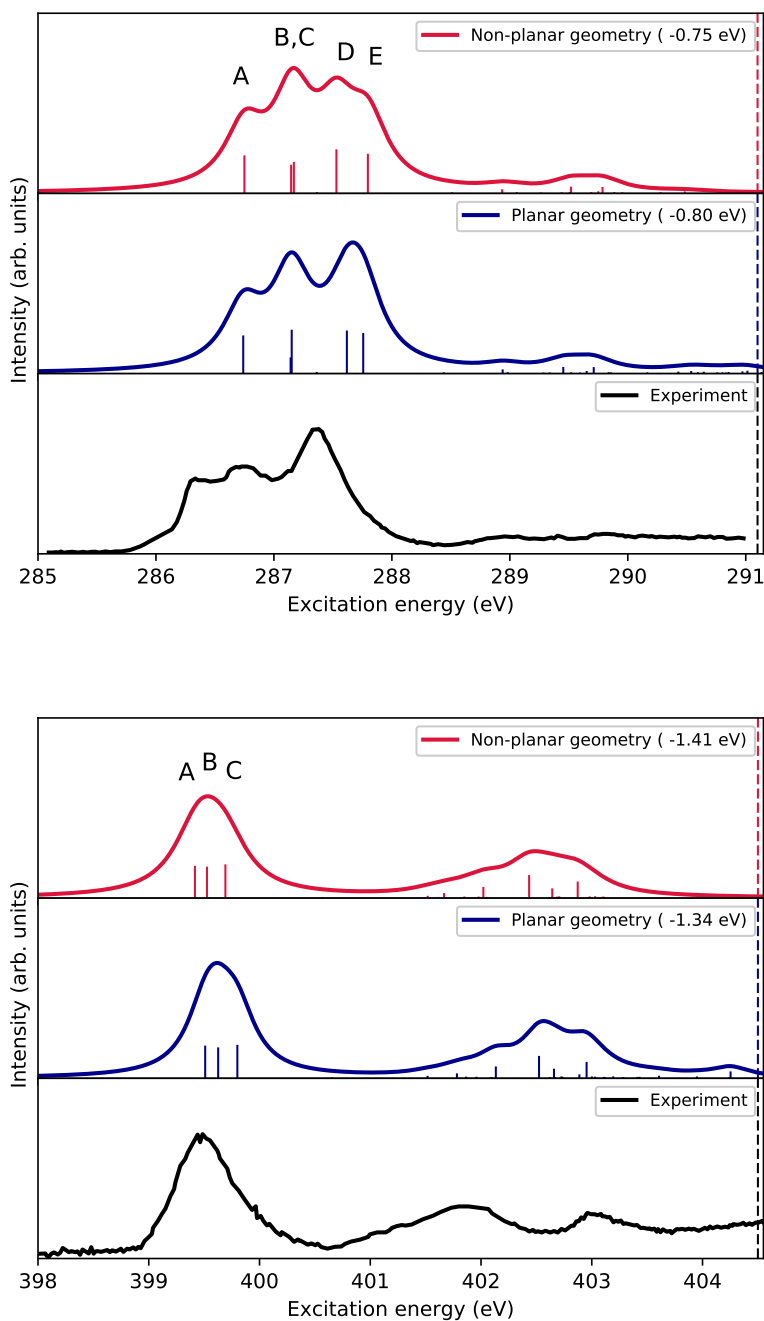 Non-planar geometry ( -0.75 eV)
B,C
D
E
A
Planar geometry ( -0.80 eV)
Intensity (arb. units)
Experiment
285 286 287 288 289 290 291
Excitation energy (eV)
Non-planar geometry ( -1.41 eV)
A B C
Planar geometry ( -1.34 eV)
Intensity (arb. units)
Experiment
398 399 400 401 402 403 404
Excitation energy (eV)